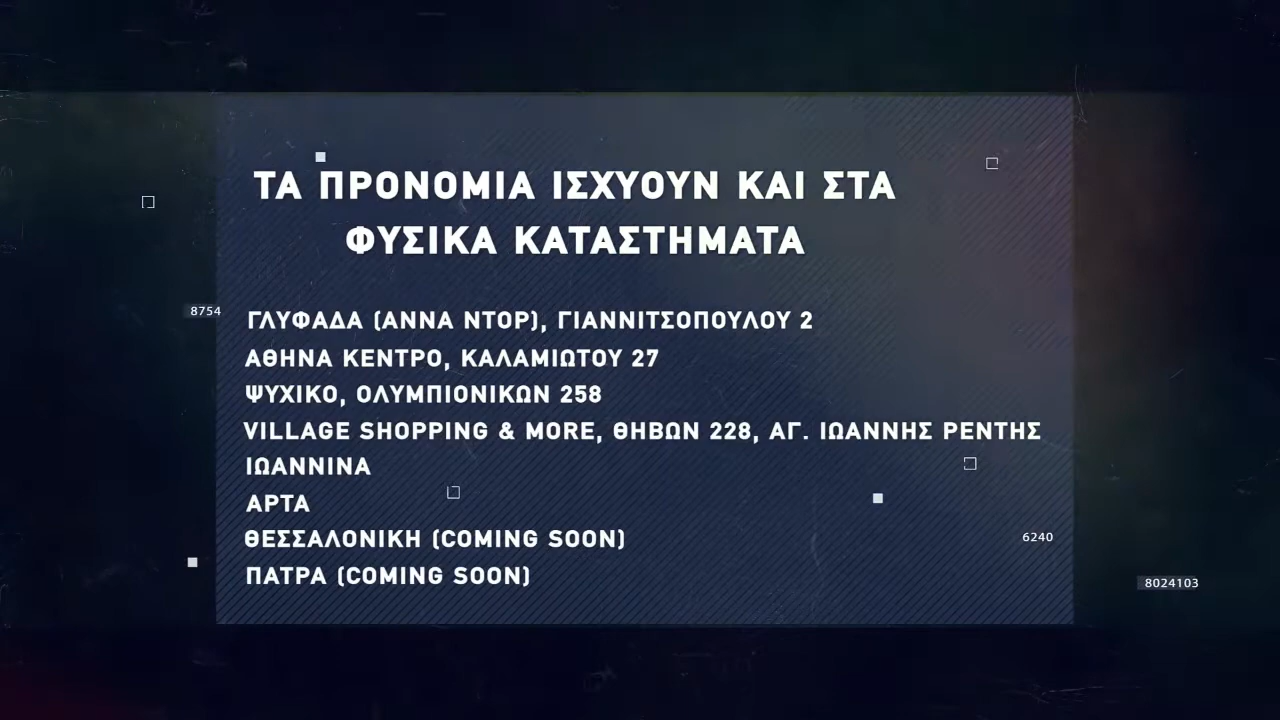 ΤΑ ΠΡΟΝΟΜΙΑ ΙΣΧΥΟΥΝ ΚΑΙ ΣΤΑ
ΦΥΣΙΚΑ ΚΑΤΑΣΤΗΜΑΤΑ
8754
ΓΛΥΦΑΔΑ (ΑΝΝΑ ΝΤΟΡ), ΓΙΑΝΝΙΤΣΟΠΟΥΛΟΥ 2
ΑΘΗΝΑ ΚΕΝΤΡΟ, ΚΑΛΑΜΙΩΤΟΥ 27
ΨΥΧΙΚΟ, ΟΛΥΜΠΙΟΝΙΚΩΝ 258
VILLAGE SHOPPING & MORE, ΘΗΒΩΝ 228, ΑΓ. ΙΩΑΝΝΗΣ ΡΕΝΤΗΣ
ΙΩΑΝΝΙΝΑ
ΑΡΤΑ
ΘΕΣΣΑΛΟΝΙΚΗ (COMING SOON)
6240
ΠΑΤΡΑ (COMING SOON)
8024103